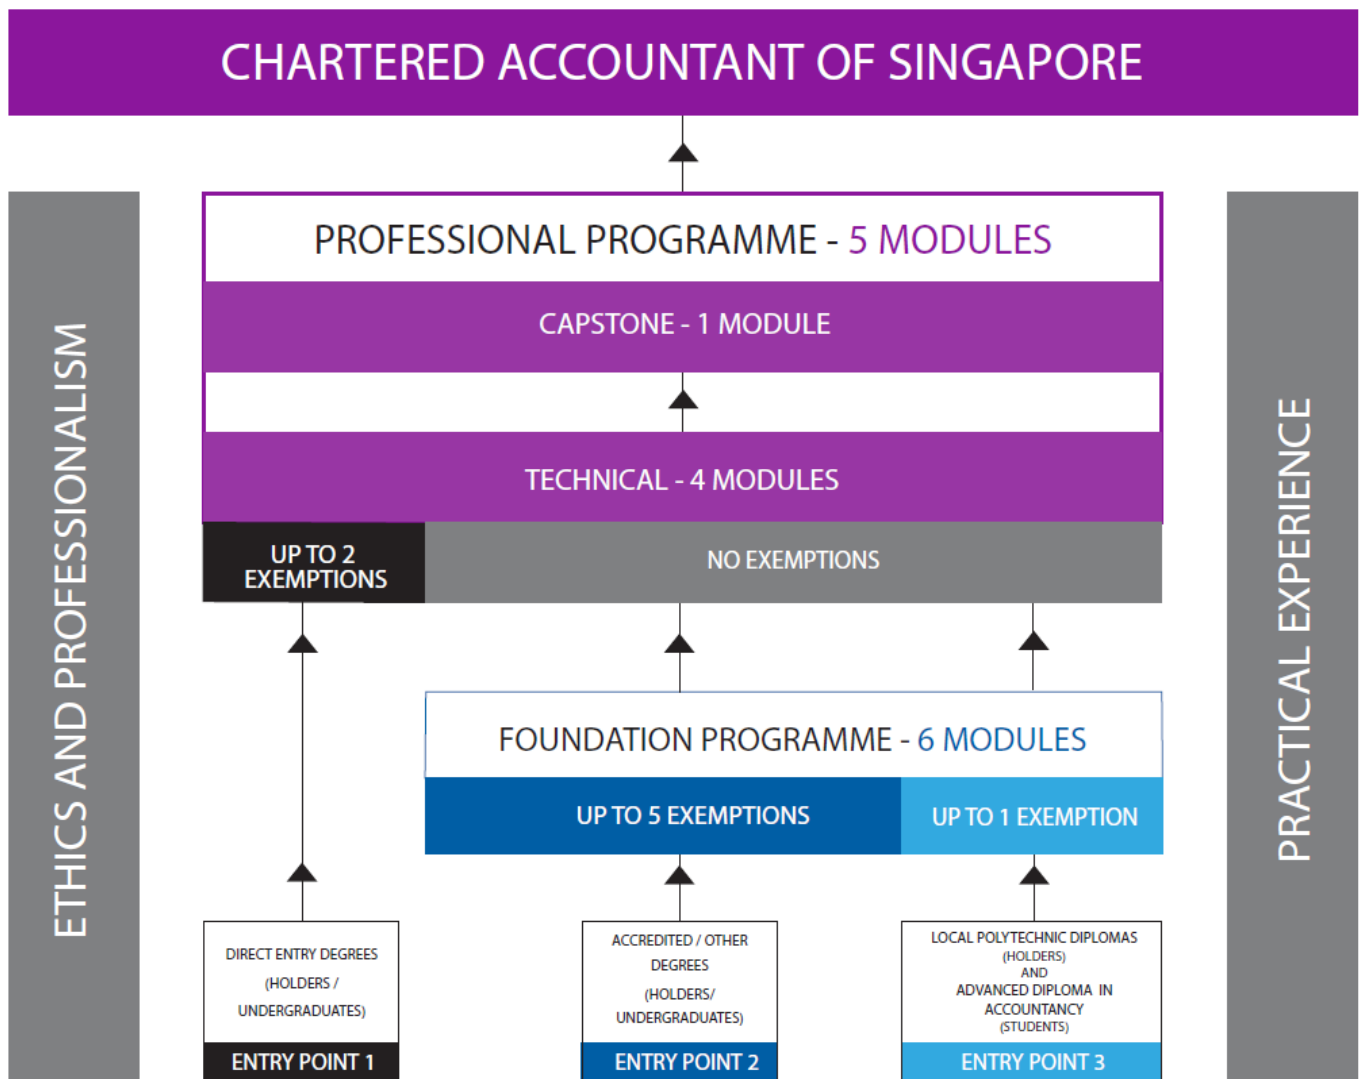 CHARTERED ACCOUNTANT OF SINGAPORE
ETHICS AND PROFESSIONALISM
PROFESSIONAL PROGRAMME - 5 MODULES
CAPSTONE - 1 MODULE
TECHNICAL - 4 MODULES
UP TO 2
EXEMPTIONS
NO EXEMPTIONS
FOUNDATION PROGRAMME - 6 MODULES
UP TO 5 EXEMPTIONS
UP TO 1 EXEMPTION
DIRECT ENTRY DEGREES
(HOLDERS /
UNDERGRADUATES)
ENTRY POINT 1
ACCREDITED / OTHER
DEGREES
(HOLDERS/
UNDERGRADUATES)
ENTRY POINT 2
LOCAL POLYTECHNIC DIPLOMAS
(HOLDERS)
AND
ADVANCED DIPLOMA IN
ACCOUNTANCY
(STUDENTS)
ENTRY POINT 3
PRACTICAL EXPERIENCE